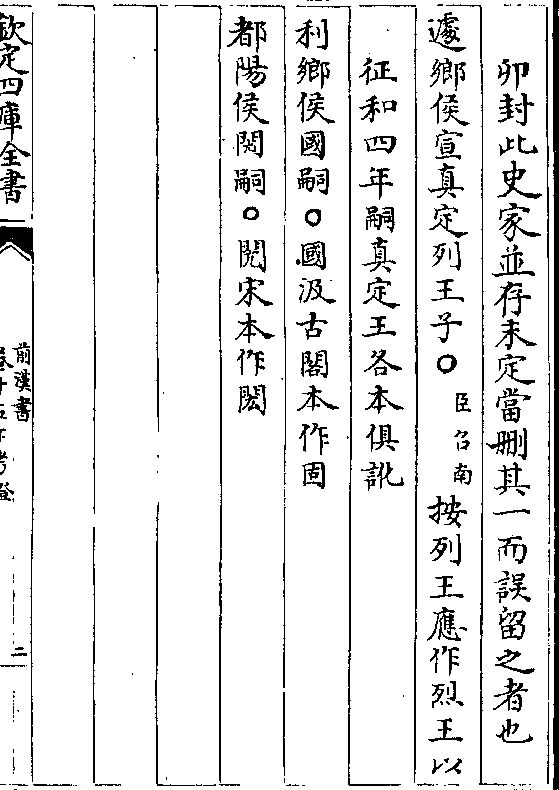 卯封此史家並存未定當刪其一而誤留之者也
遽鄉侯宣真定列王子○臣召南按列王應作烈王以
征和四年嗣真定王各本俱訛
利鄉侯國嗣○國汲古閣本作固
都陽侯閱嗣○閱宋本作閎
欽定四庫全書
前漢書
卷十五下考證
二